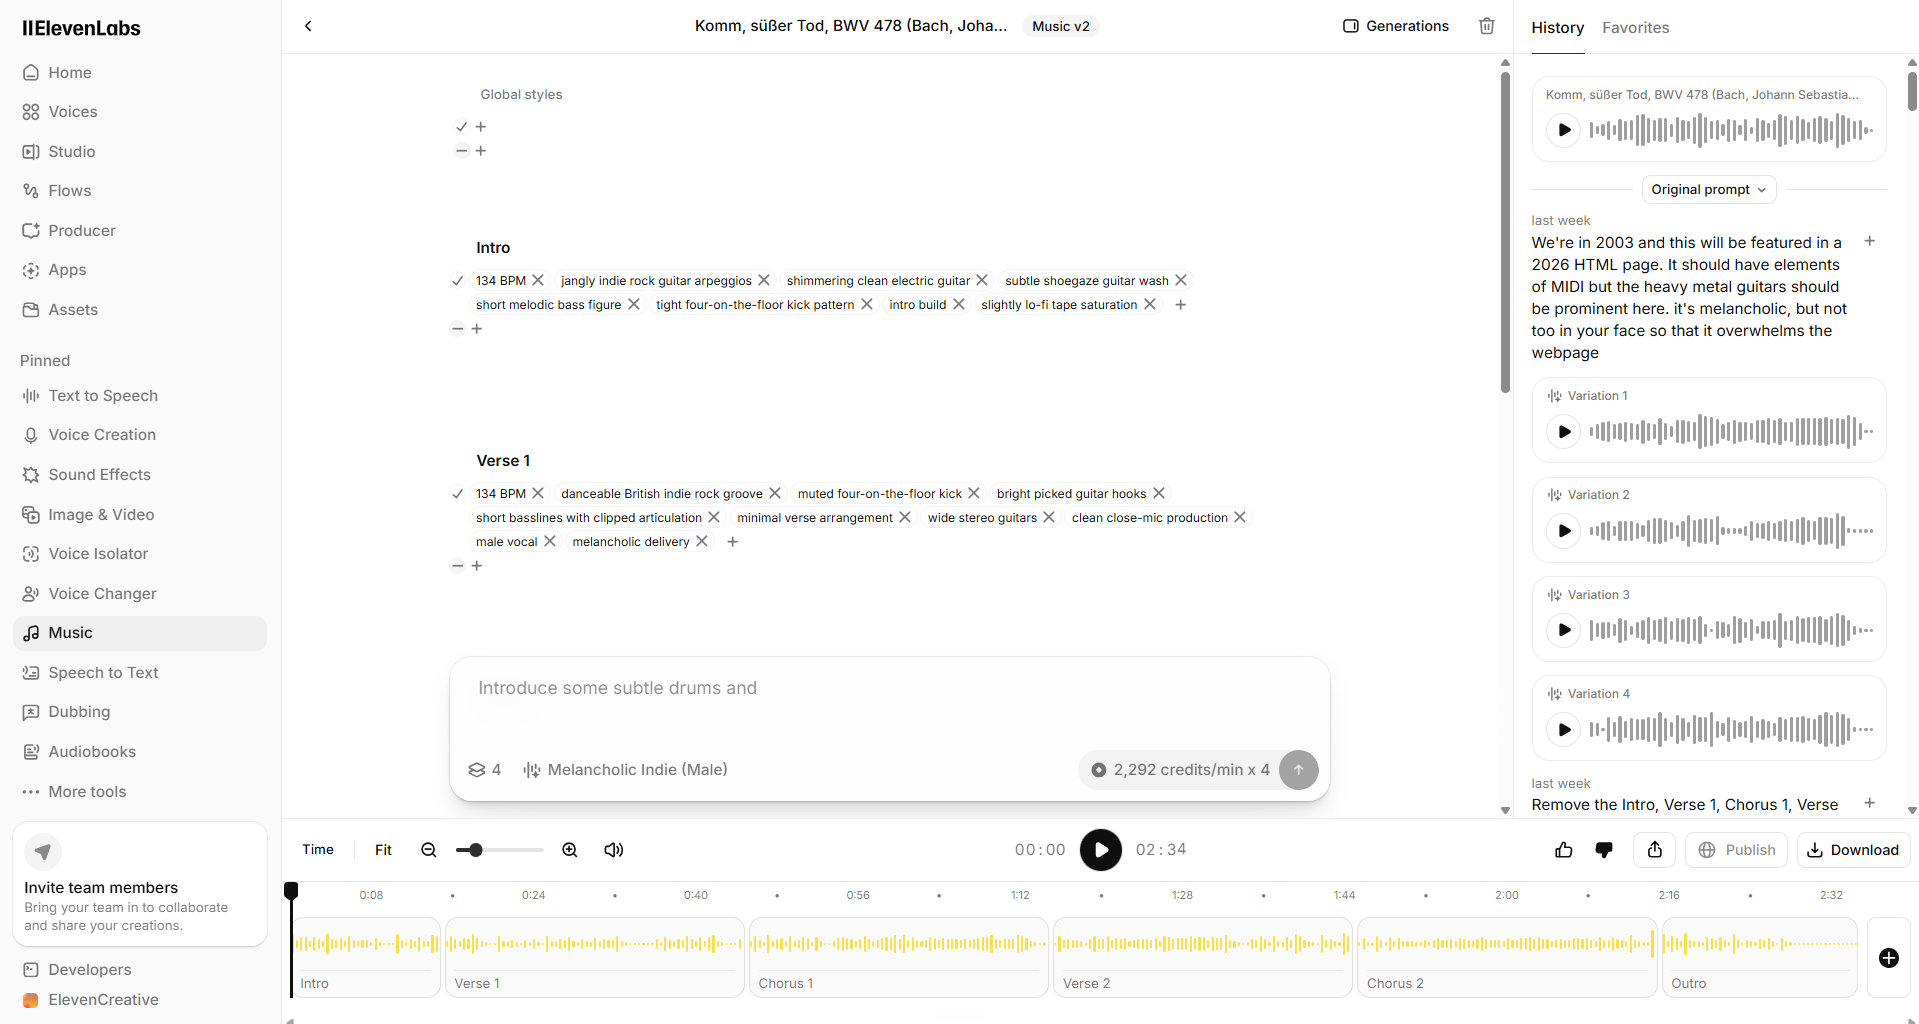 IIElevenLabs
Home
Voices
Studio
Flows
Producer
Apps
Assets
Pinned
Text to Speech
Voice Creation
Sound Effects
Image & Video
Voice Isolator
Voice Changer
Music
Speech to Text
Dubbing
Audiobooks
More tools
Invite team members
Bring your team in to collaborate
and share your creations.
Developers
ElevenCreative
Komm, süßer Tod, BWV 478 (Bach, Joha...
Music v2
Generations
Global styles
Intro
134 BPM jangly indie rock guitar arpeggios shimmering clean electric guitar subtle shoegaze guitar wash
short melodic bass figure tight four-on-the-floor kick pattern intro build slightly lo-fi tape saturation
Verse 1
134 BPM danceable British indie rock groove muted four-on-the-floor kick bright picked guitar hooks
short basslines with clipped articulation minimal verse arrangement wide stereo guitars clean close-mic production
male vocal melancholic delivery
Introduce some subtle drums and
4 Melancholic Indie (Male) 2,292 credits/min x 4
History Favorites
Komm, süßer Tod, BWV 478 (Bach, Johann Sebastia...
Original prompt
last week
We're in 2003 and this will be featured in a
2026 HTML page. It should have elements
of MIDI but the heavy metal guitars should
be prominent here. it's melancholic, but not
too in your face so that it overwhelms the
webpage
Variation 1
Variation 2
Variation 3
Variation 4
last week
Remove the Intro, Verse 1, Chorus 1, Verse
Time Fit 00:00 02:34 Publish Download
0:08 0:24 0:40 0:56 1:12 1:28 1:44 2:00 2:16 2:32
Intro Verse 1 Chorus 1 Verse 2 Chorus 2 Outro